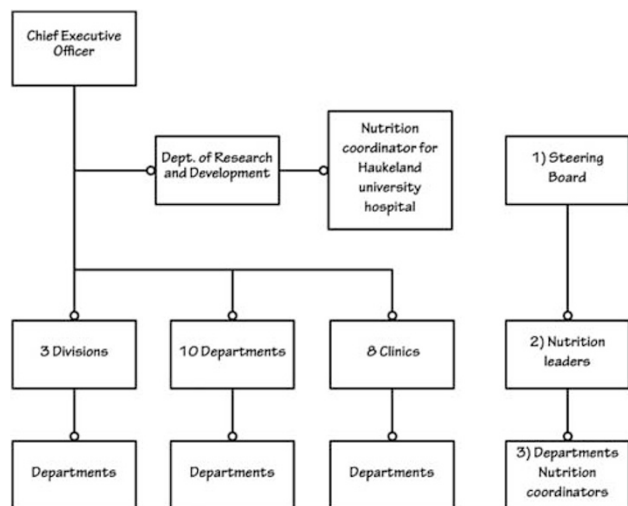 Chief Executive
Officer
Dept. of Research
and Development
Nutrition
coordinator for
Haukeland
university
hospital
1) Steering
Board
3 Divisions
10 Departments
8 Clinics
2) Nutrition
leaders
Departments
Departments
Departments
3) Departments
Nutrition
coordinators